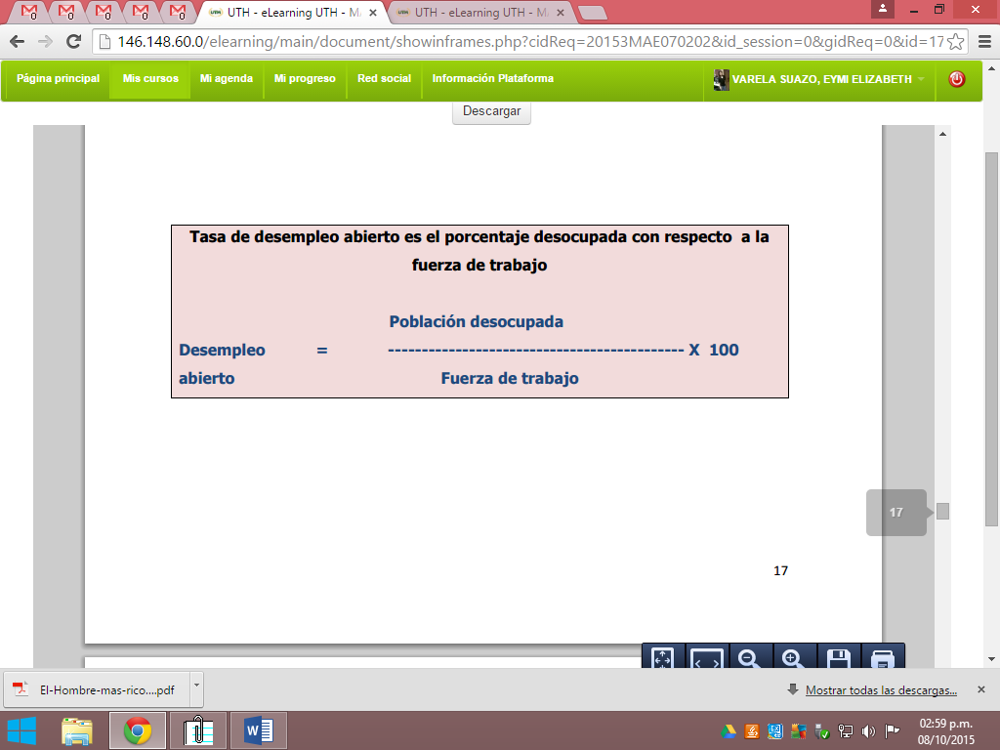 M 0 M 0 M 0 M 0 M 0 UTH - eLearning UTH - M UTH - eLearning UTH - M
146.148.60.0/elearning/main/document/showinframes.php?cidReq=20153MAE070202&id_session=0&gidReq=0&id=17
Página principal Mis cursos Mi agenda Mi progreso Red social Información Plataforma VARELA SUAZO, EYMI ELIZABETH
Descargar
Tasa de desempleo abierto es el porcentaje desocupada con respecto a la
fuerza de trabajo
Población desocupada
Desempleo = -------------------------------------------- X 100
abierto Fuerza de trabajo
17
17
El-Hombre-mas-rico....pdf Mostrar todas las descargas...
02:59 p.m.
08/10/2015